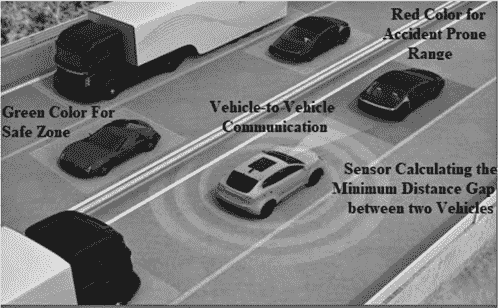 Red Color for
Accident Prone
Range
Green Color For
Safe Zone
Vehicle-to Vehicle
Communication
Sensor Calculating the
Minimum Distance Gap
between two Vehicles